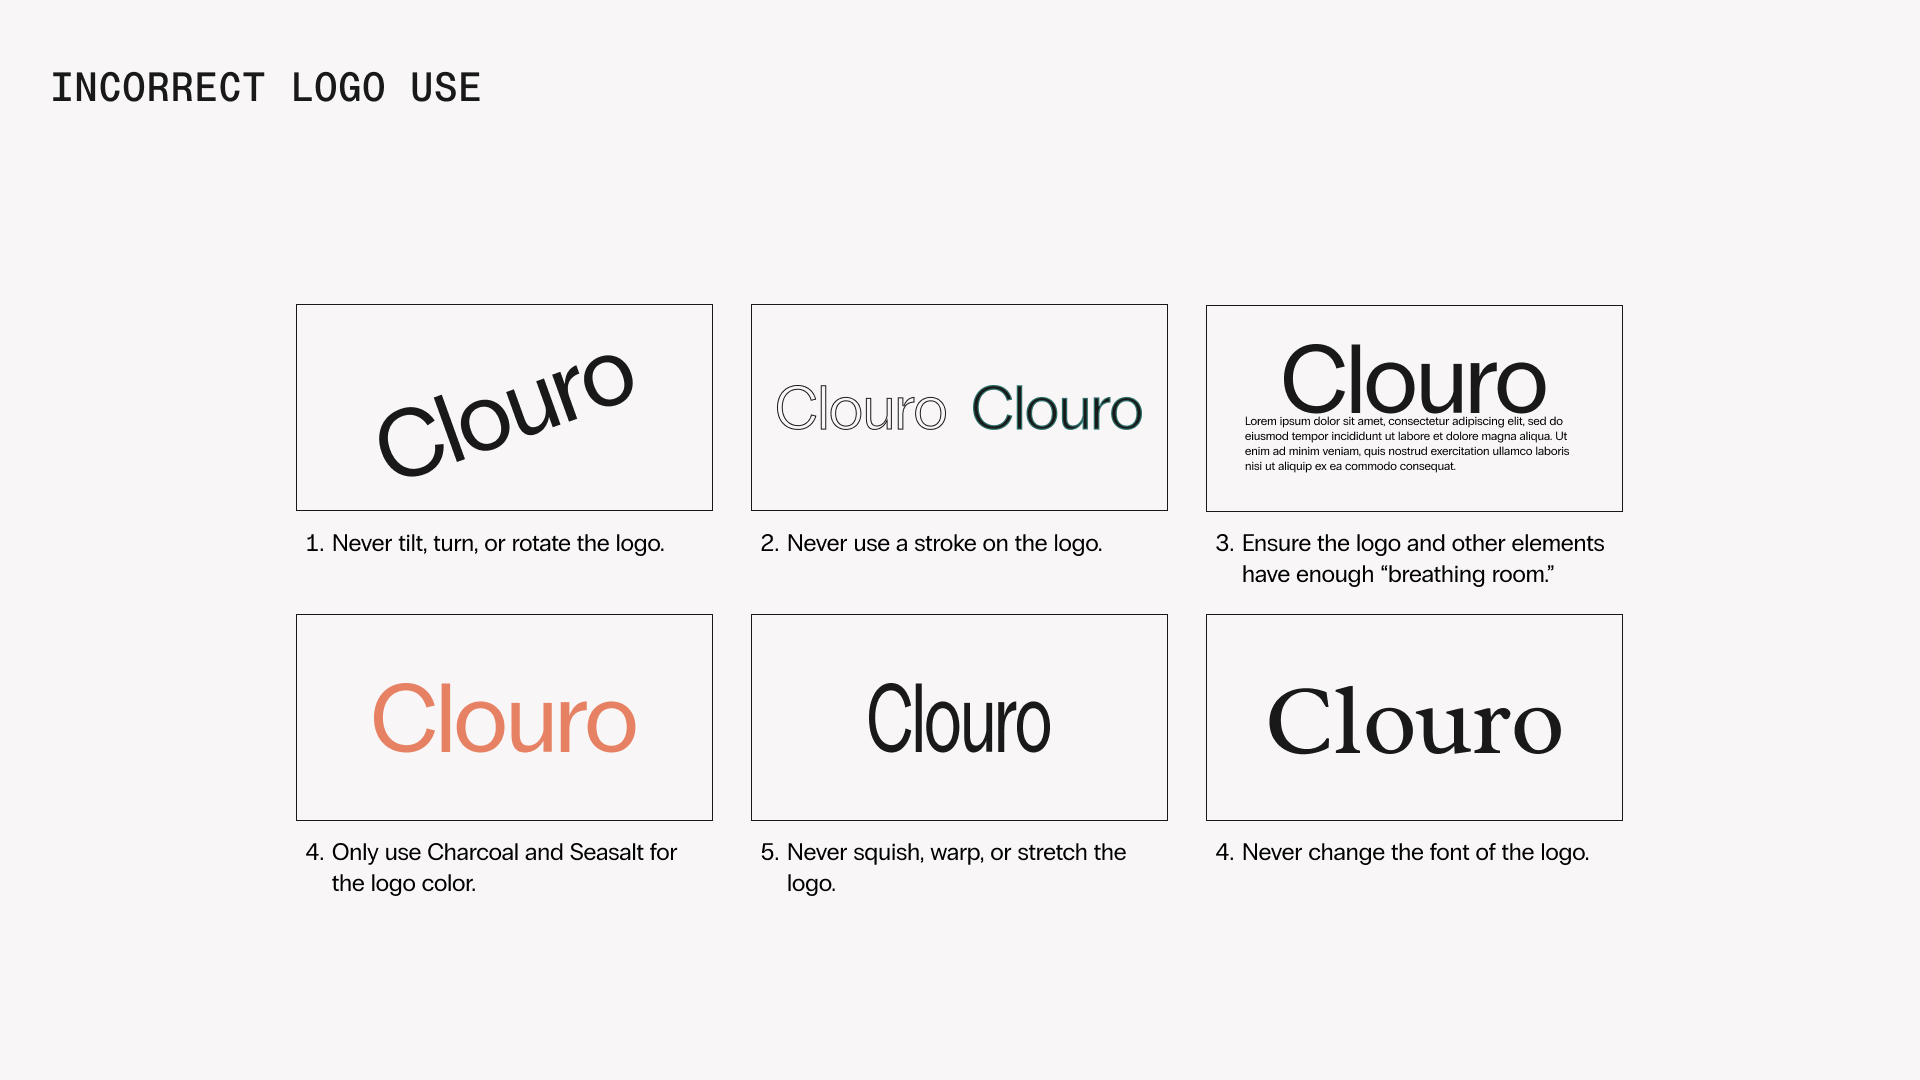 INCORRECT LOGO USE
Clouro
Clouro Clouro
Clouro
Lorem ipsum dolor sit amet, consectetur adipiscing elit, sed do
eiusmod tempor incididunt ut labore et dolore magna aliqua. Ut
enim ad minim veniam, quis nostrud exercitation ullamco laboris
nisi ut aliquip ex ea commodo consequat.
1. Never tilt, turn, or rotate the logo.
2. Never use a stroke on the logo.
3. Ensure the logo and other elements
have enough “breathing room.”
Clouro
Clouro
Clouro
4. Only use Charcoal and Seasalt for
the logo color.
5. Never squish, warp, or stretch the
logo.
4. Never change the font of the logo.